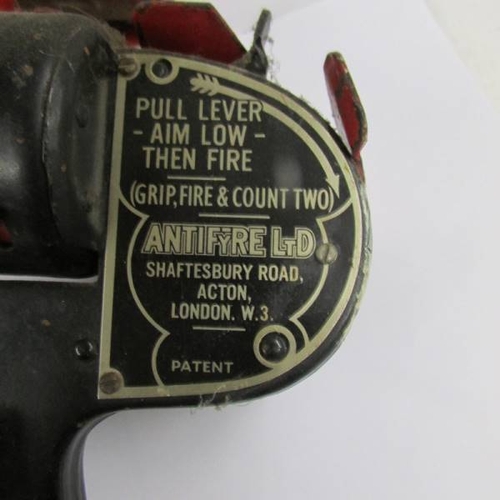 PULL LEVER
- AIM LOW -
THEN FIRE
(GRIP, FIRE & COUNT TWO)
ANTIFYRE LTD
SHAFTESBURY ROAD,
ACTON,
LONDON. W.3.
PATENT